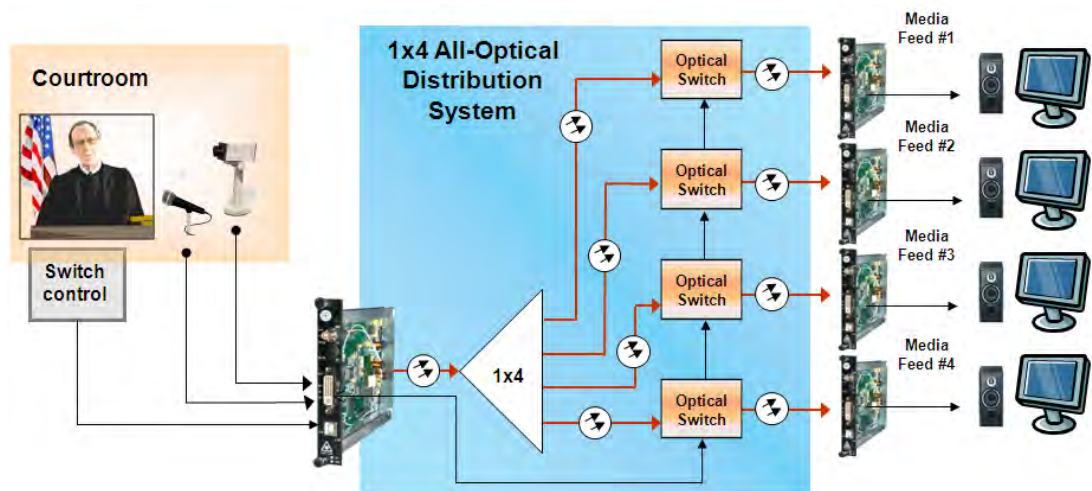 Courtroom
Switch
control
1x4 All-Optical
Distribution
System
1x4
Optical
Switch
Optical
Switch
Optical
Switch
Optical
Switch
Media
Feed #1
Media
Feed #2
Media
Feed #3
Media
Feed #4